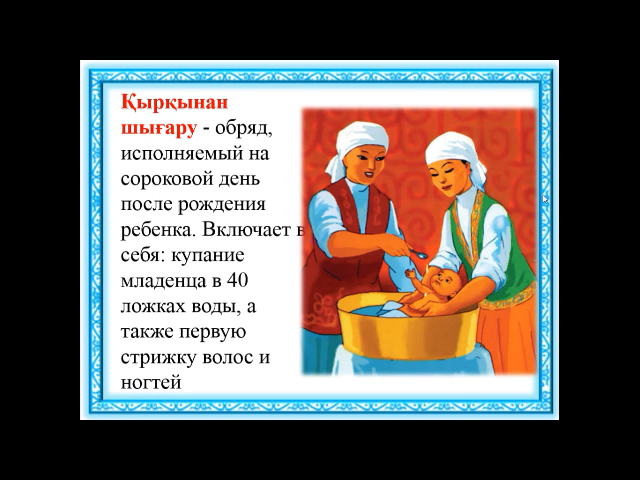 Қырқынан
шығару - обряд,
исполняемый на
сороковой день
после рождения
ребенка. Включает в
себя: купание
младенца в 40
ложках воды, а
также первую
стрижку волос и
ногтей